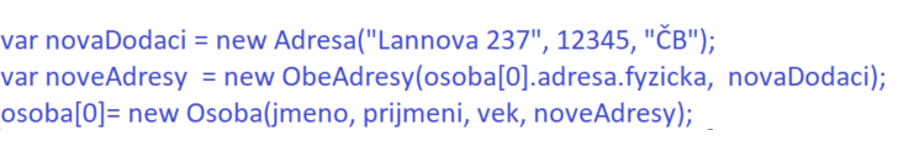 var novaDodaci = new Adresa("Lannova 237", 12345, "ČB");
var noveAdresy = new ObeAdresy(osoba[0].adresa.fyzicka, novaDodaci);
osoba[0]= new Osoba(jmeno, prijmeni, vek, noveAdresy);